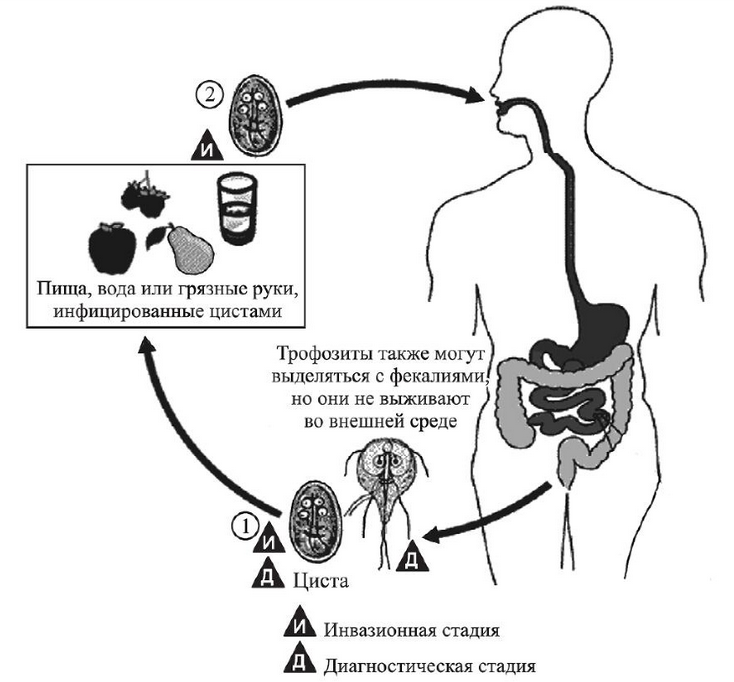 2
И
Пища, вода или грязные руки,
инфицированные цистами
Трофозиты также могут
выделяться с фекалиями,
но они не выживают
во внешней среде
1
И
Д
Циста
Д
И Инвазионная стадия
Д Диагностическая стадия